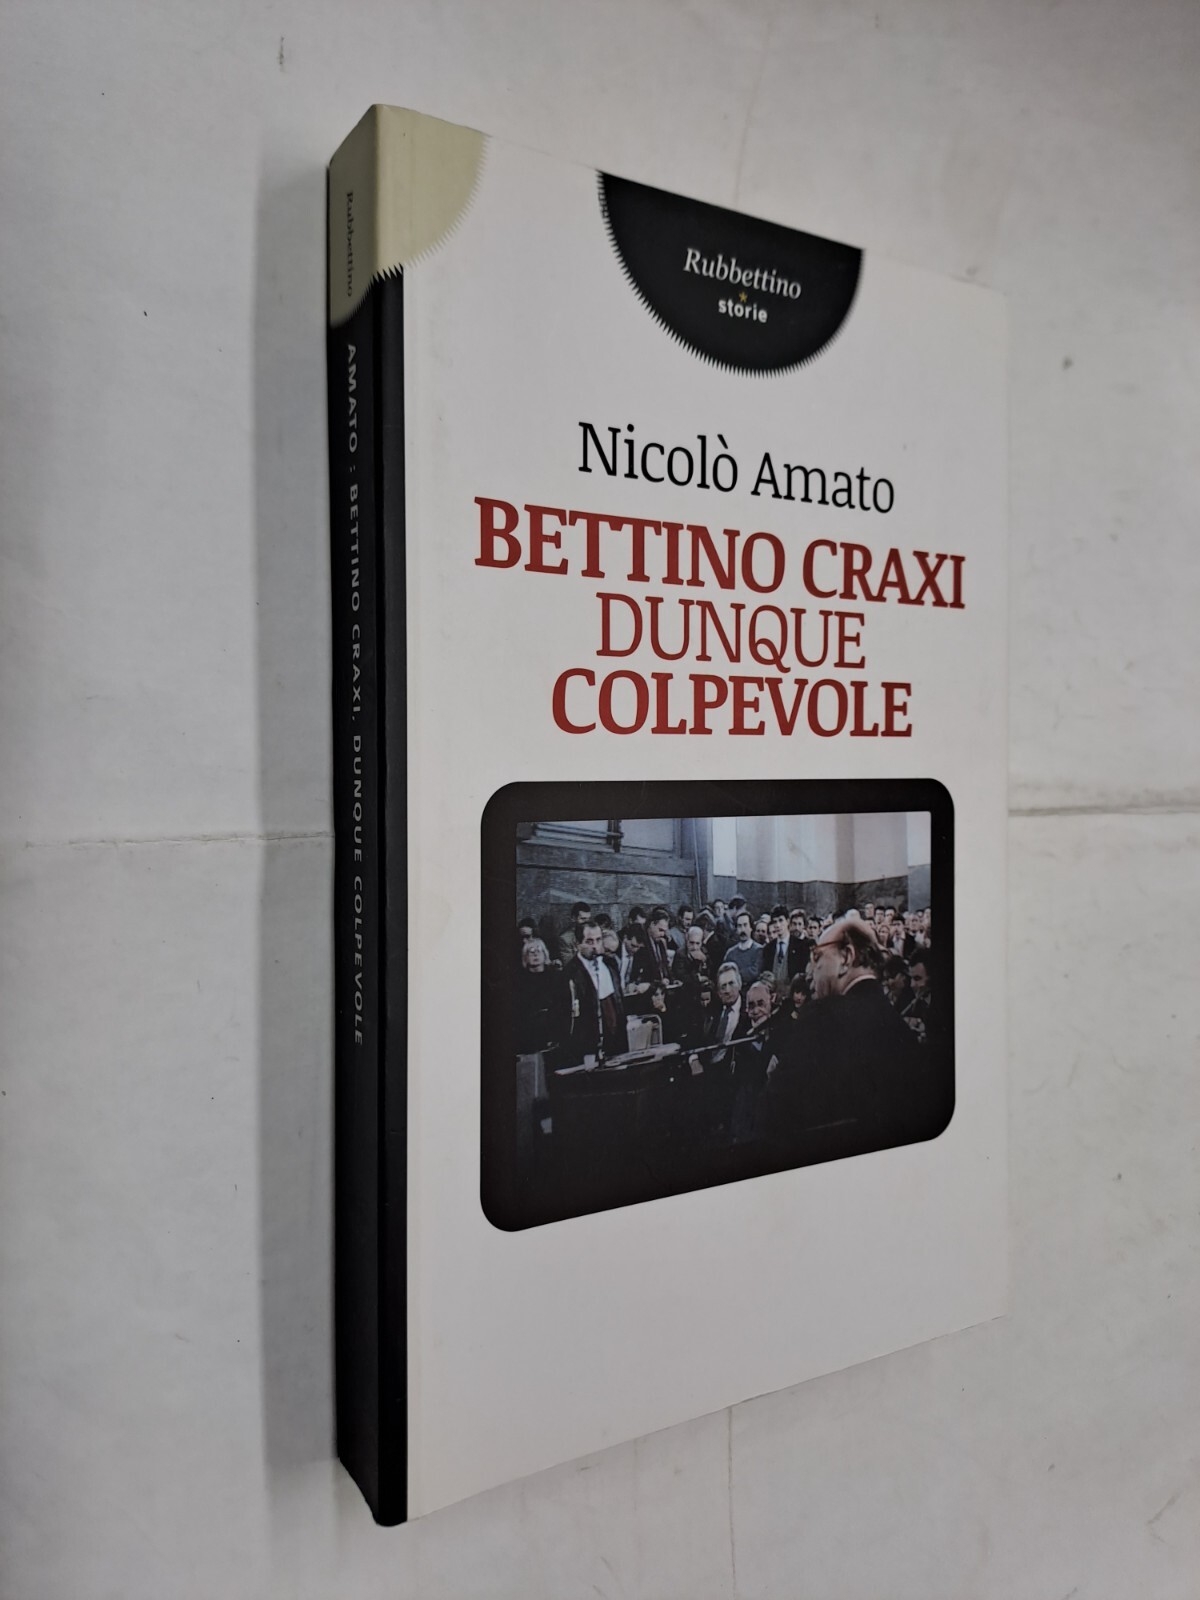 Rubbettino
storie
Nicolò Amato
BETTINO CRAXI
DUNQUE
COLPEVOLE
Rubbettino
AMATO : BETTINO CRAXI, DUNQUE COLPEVOLE